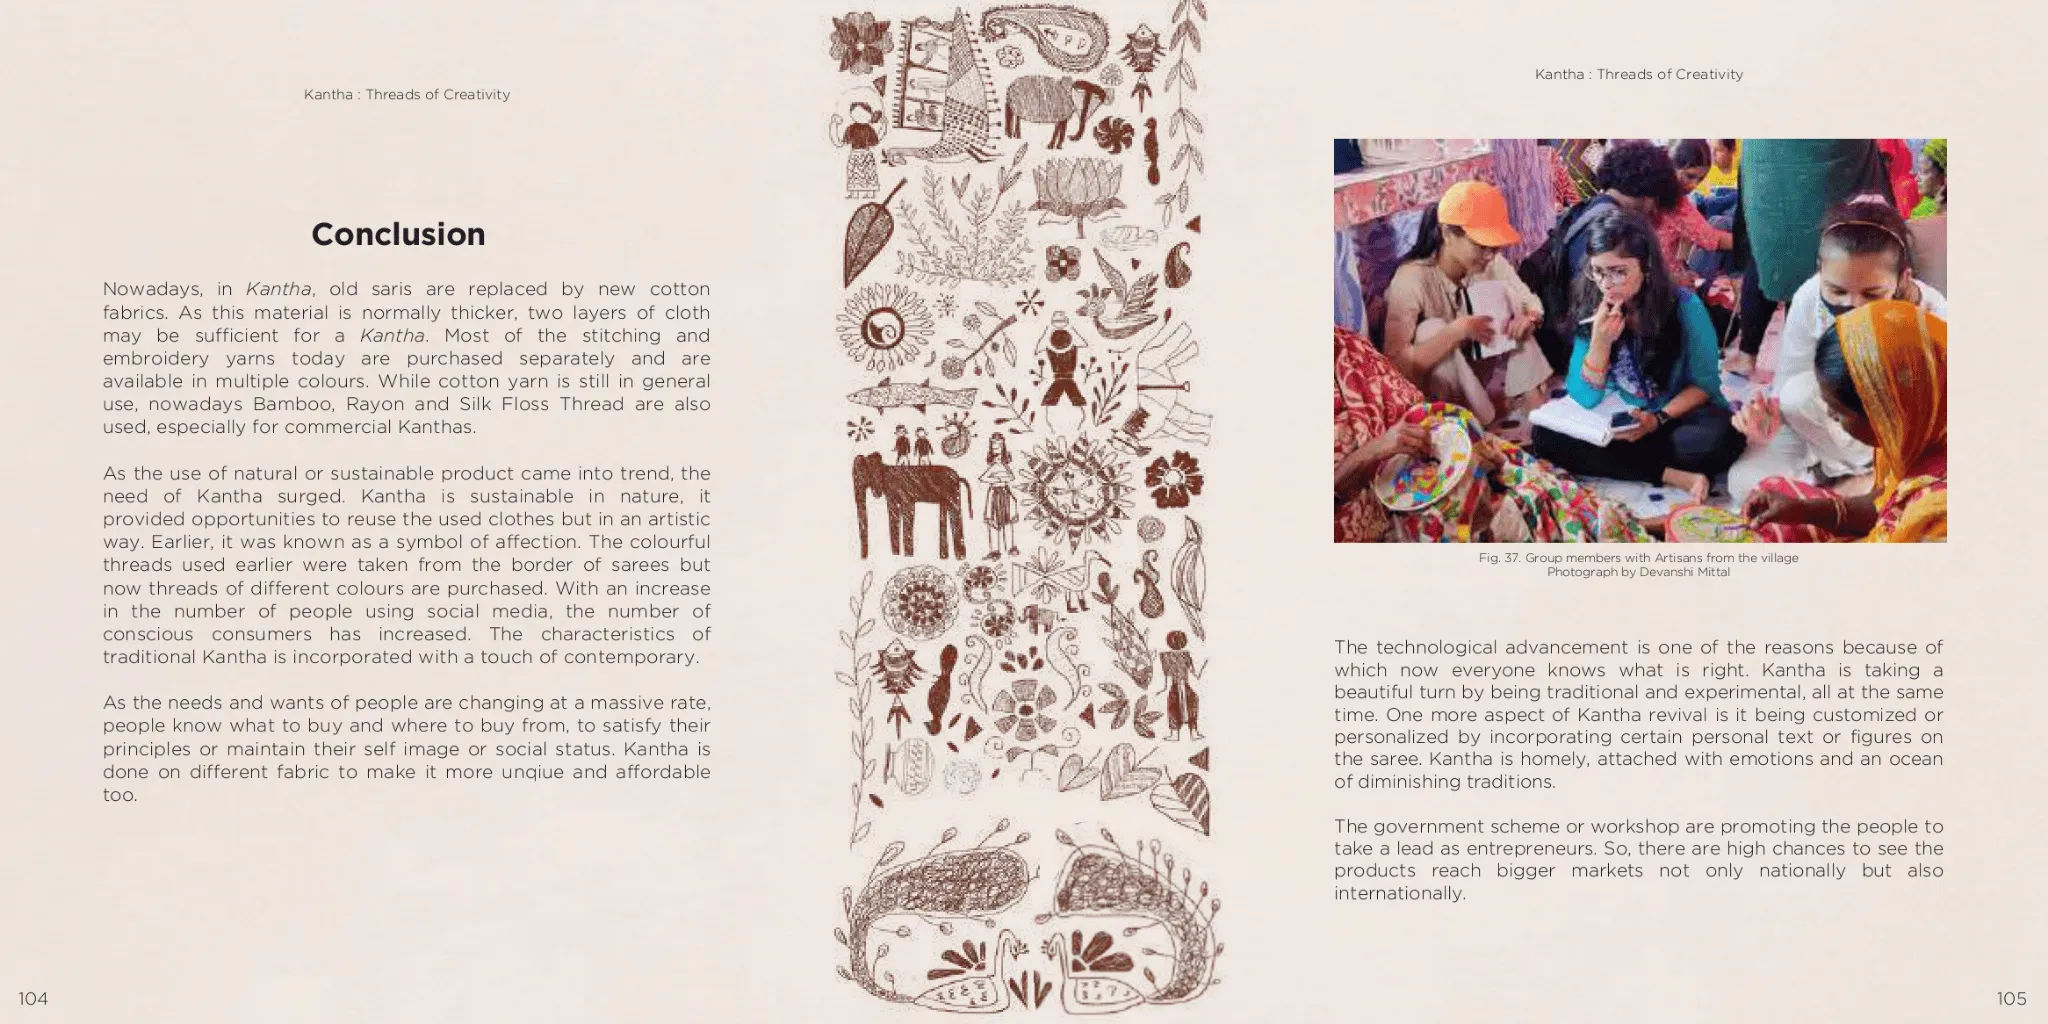 Kantha : Threads of Creativity
Conclusion
Nowadays, in Kantha, old saris are replaced by new cotton
fabrics. As this material is normally thicker, two layers of cloth
may be sufficient for a Kantha. Most of the stitching and
embroidery yarns today are purchased separately and are
available in multiple colours. While cotton yarn is still in general
use, nowadays Bamboo, Rayon and Silk Floss Thread are also
used, especially for commercial Kanthas.
As the use of natural or sustainable product came into trend, the
need of Kantha surged. Kantha is sustainable in nature, it
provided opportunities to reuse the used clothes but in an artistic
way. Earlier, it was known as a symbol of affection. The colourful
threads used earlier were taken from the border of sarees but
now threads of different colours are purchased. With an increase
in the number of people using social media, the number of
conscious consumers has increased. The characteristics of
traditional Kantha is incorporated with a touch of contemporary.
As the needs and wants of people are changing at a massive rate,
people know what to buy and where to buy from, to satisfy their
principles or maintain their self image or social status. Kantha is
done on different fabric to make it more unqiue and affordable
too.
104
Kantha : Threads of Creativity
Fig. 37. Group members with Artisans from the village
Photograph by Devanshi Mittal
The technological advancement is one of the reasons because of
which now everyone knows what is right. Kantha is taking a
beautiful turn by being traditional and experimental, all at the same
time. One more aspect of Kantha revival is it being customized or
personalized by incorporating certain personal text or figures on
the saree. Kantha is homely, attached with emotions and an ocean
of diminishing traditions.
The government scheme or workshop are promoting the people to
take a lead as entrepreneurs. So, there are high chances to see the
products reach bigger markets not only nationally but also
internationally.
105